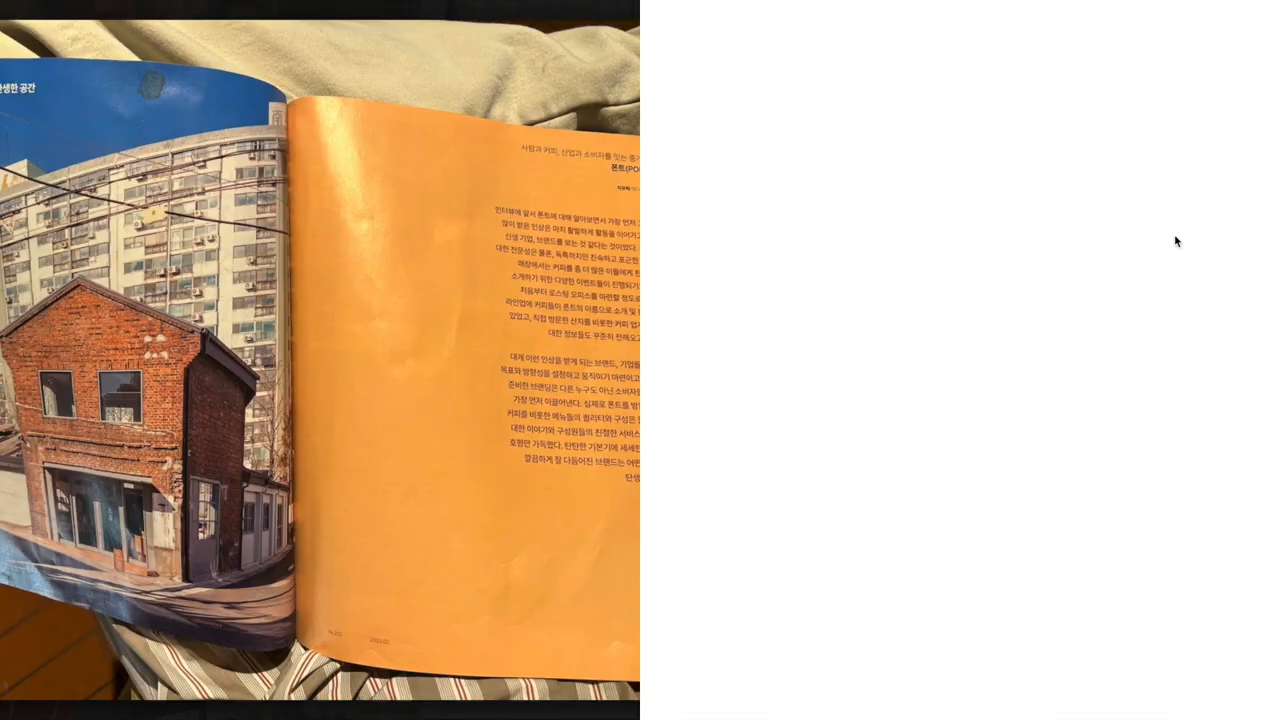 탄생한 공간
사람과 커피, 산업과 소비자를 잇는 중가
폰트(PO
인터뷰에 앞서 폰트에 대해 알아보면서 가장 먼저
많이 받은 인상은 마치 활발하게 활동을 이어가고
신생 기업, 브랜드를 보는 것 같다는 것이었다.
대한 전문성은 물론, 독특하지만 친숙하고 포근한
매장에서는 커피를 좀 더 많은 이들에게 친
소개하기 위한 다양한 이벤트들이 진행되기
처음부터 로스팅 오피스를 마련할 정도로
라인업에 커피들이 폰트의 이름으로 소개 및
있었고, 직접 방문한 산지를 비롯한 커피 업
대한 정보들도 꾸준히 전해오고
대게 이런 인상을 받게 되는 브랜드, 기업들
목표와 방향성을 설정하고 움직이기 마련이고
준비한 브랜딩은 다른 누구도 아닌 소비자들
가장 먼저 이끌어낸다. 실제로 폰트를 방
커피를 비롯한 메뉴들의 퀄리티와 구성은
대한 이야기와 구성원들의 친절한 서비스
호평만 가득했다. 탄탄한 기본기에 세세한
깔끔하게 잘 다듬어진 브랜드는 어떤
탄생